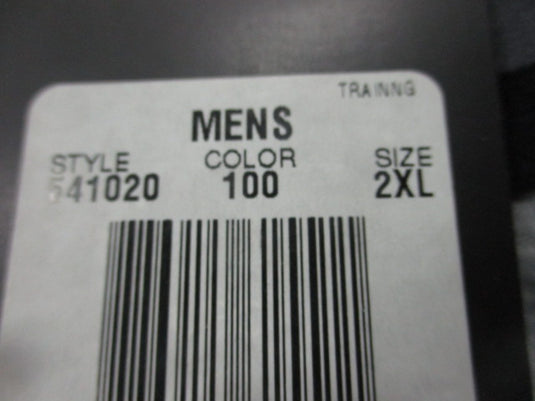 TRAINNG
MENS
STYLE COLOR SIZE
541020 100 2XL